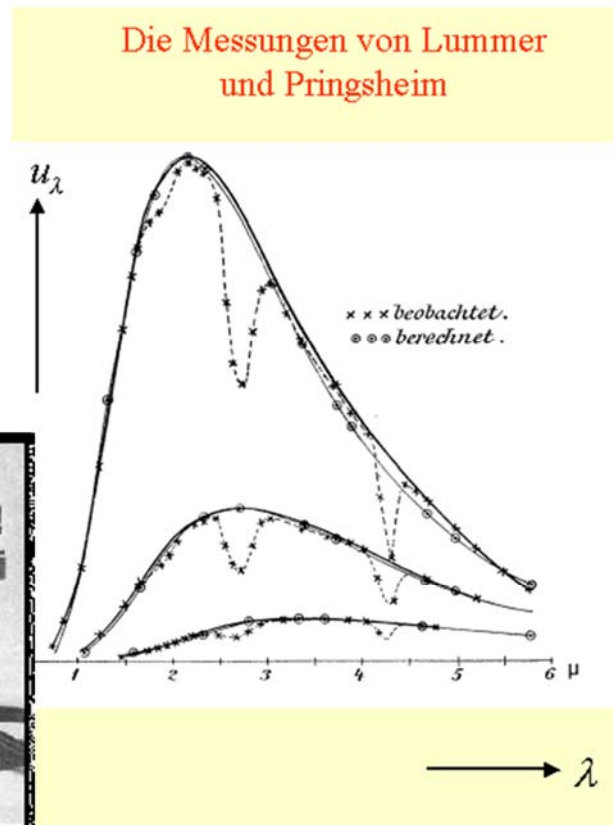 Die Messungen von Lummer
und Pringsheim
u_λ
× × × beobachtet.
⊙ ⊙ ⊙ berechnet.
1 2 3 4 5 6 μ
λ